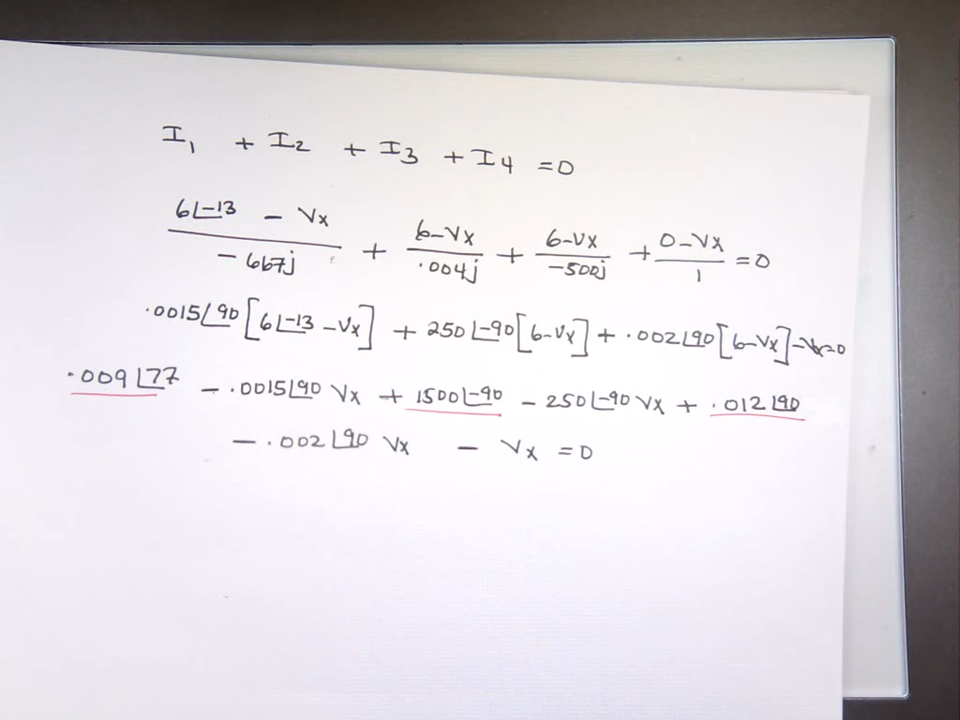 I₁ + I₂ + I₃ + I₄ = 0
6∠-13 - Vx / -667j + 6-Vx / .004j + 6-Vx / -500j + 0-Vx / 1 = 0
.0015∠90 [6∠-13 - Vx] + 250∠-90 [6-Vx] + .002∠90 [6-Vx] - Vx = 0
.009∠77 - .0015∠90 Vx + 1500∠-90 - 250∠-90 Vx + .012∠90
- .002∠90 Vx - Vx = 0